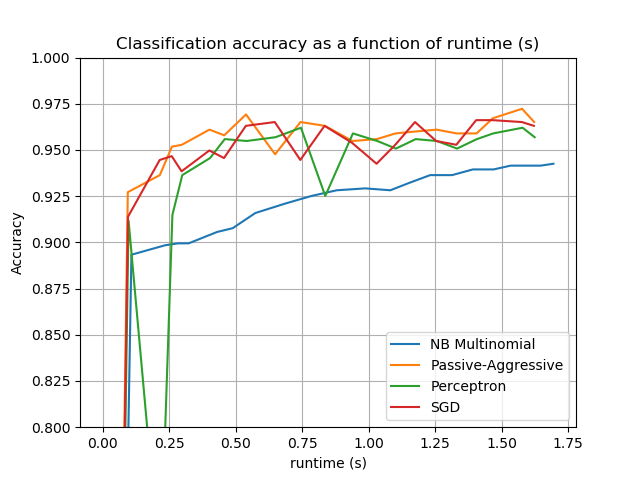 Classification accuracy as a function of runtime (s)
1.000
0.975
0.950
0.925
0.900
0.875
0.850
0.825
0.800
Accuracy
NB Multinomial
Passive-Aggressive
Perceptron
SGD
0.00 0.25 0.50 0.75 1.00 1.25 1.50 1.75
runtime (s)